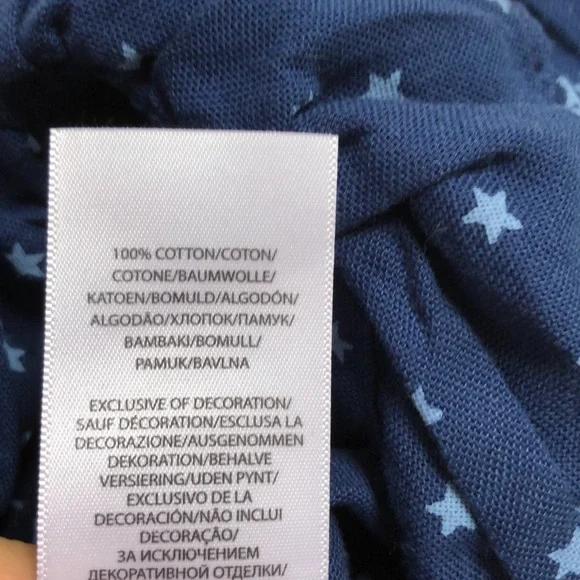 100% COTTON/COTON/
COTONE/BAUMWOLLE/
KATOEN/BOMULD/ALGODÓN/
ALGODÃO/ХЛОПОК/ПАМУК/
BAMBAKI/BOMULL/
PAMUK/BAVLNA
EXCLUSIVE OF DECORATION/
SAUF DÉCORATION/ESCLUSA LA
DECORAZIONE/AUSGENOMMEN
DEKORATION/BEHALVE
VERSIERING/UDEN PYNT/
EXCLUSIVO DE LA
DECORACIÓN/NÃO INCLUI
DECORAÇÃO/
ЗА ИСКЛЮЧЕНИЕМ
ДЕКОРАТИВНОЙ ОТДЕЛКИ/